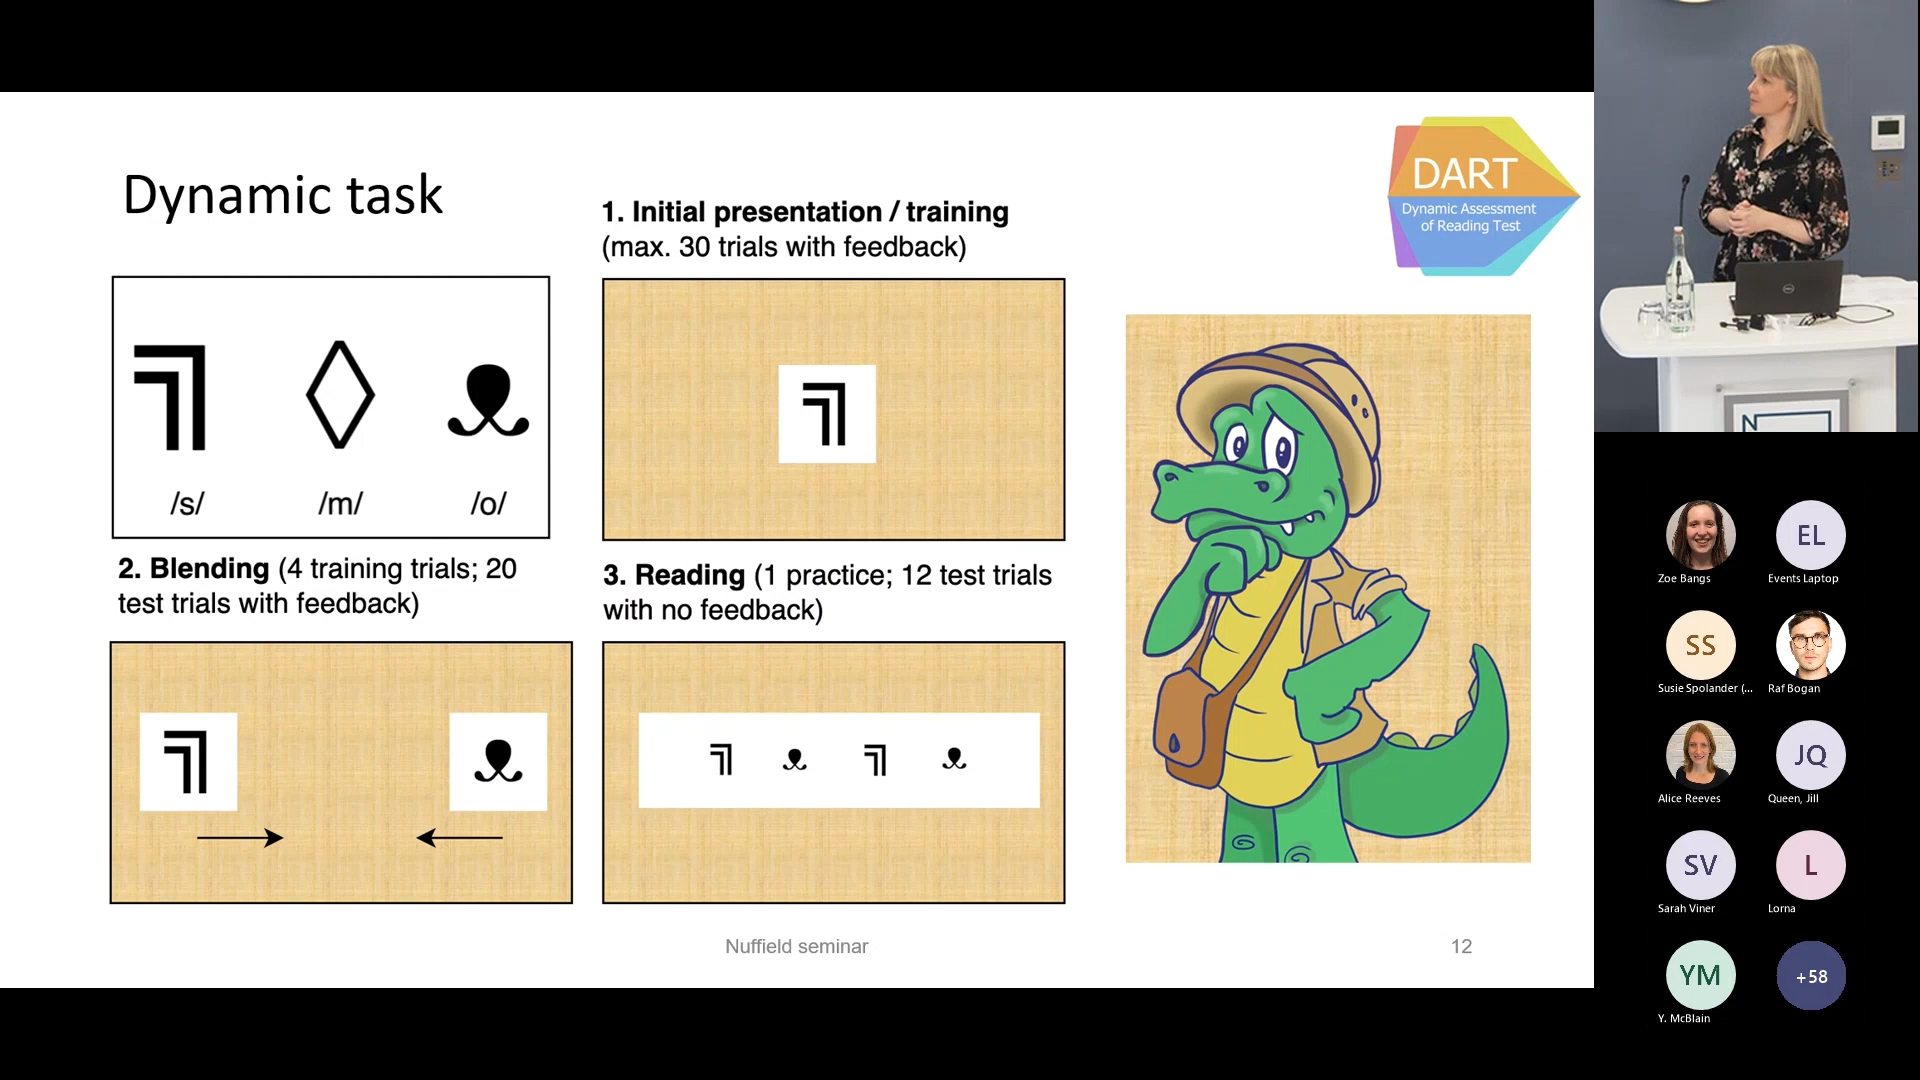 Dynamic task
1. Initial presentation / training
(max. 30 trials with feedback)
DART
Dynamic Assessment
of Reading Test
/s/
/m/
/o/
2. Blending (4 training trials; 20
test trials with feedback)
3. Reading (1 practice; 12 test trials
with no feedback)
Nuffield seminar
12
N
Zoe Bangs
EL
Events Laptop
SS
Susie Spolander (...
Raf Bogan
Alice Reeves
JQ
Queen, Jill
SV
Sarah Viner
L
Lorna
YM
Y. McBlain
+58